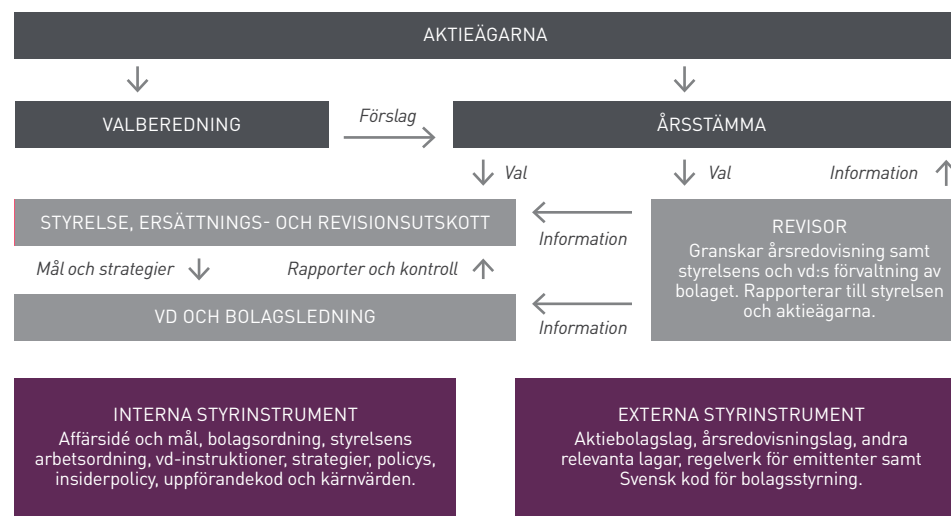 AKTIEÄGARNA
VALBEREDNING
Förslag
ÅRSSTÄMMA
Val
Val
Information
STYRELSE, ERSÄTTNINGS- OCH REVISIONSUTSKOTT
Information
REVISOR
Granskar årsredovisning samt
styrelsens och vd:s förvaltning av
bolaget. Rapporterar till styrelsen
och aktieägarna.
Mål och strategier
Rapporter och kontroll
VD OCH BOLAGSLEDNING
Information
INTERNA STYRINSTRUMENT
Affärsidé och mål, bolagsordning, styrelsens
arbetsordning, vd-instruktioner, strategier, policys,
insiderpolicy, uppförandekod och kärnvärden.
EXTERNA STYRINSTRUMENT
Aktiebolagslag, årsredovisningslag, andra
relevanta lagar, regelverk för emittenter samt
Svensk kod för bolagsstyrning.